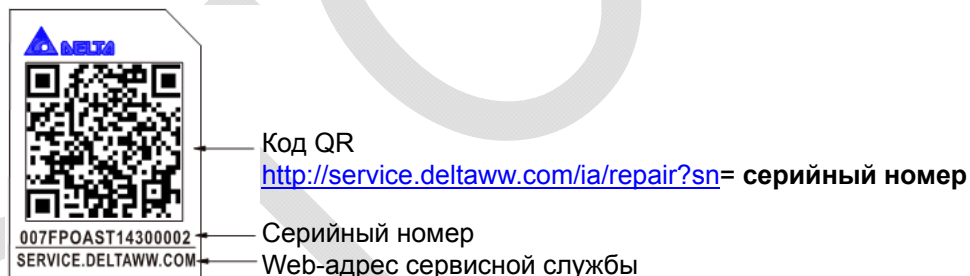 DELTA
Код QR
http://service.deltaww.com/ia/repair?sn= серийный номер
007FPOAST14300002
Серийный номер
SERVICE.DELTAWW.COM
Web-адрес сервисной службы